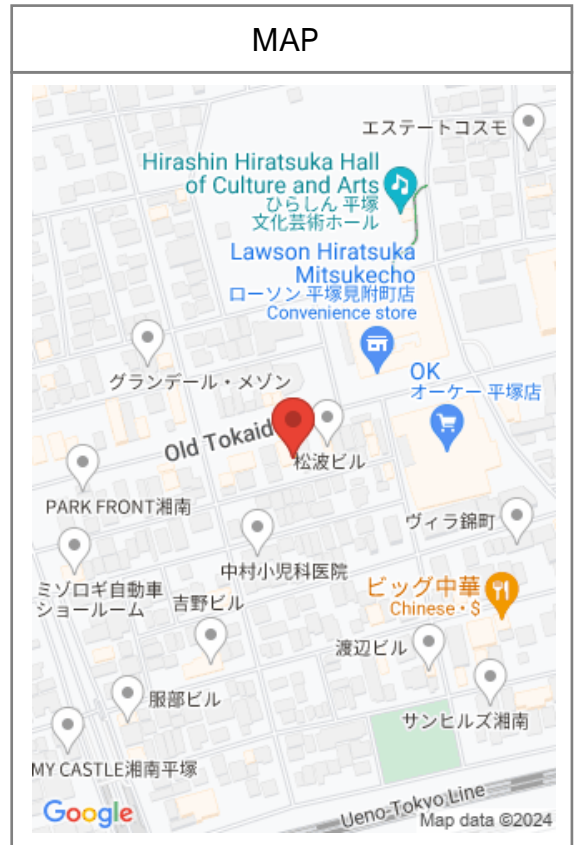 MAP
エステートコスモ
Hirashin Hiratsuka Hall
of Culture and Arts
ひらしん 平塚
文化芸術ホール
Lawson Hiratsuka
Mitsukecho
ローソン 平塚見附町店
Convenience store
OK
オーケー 平塚店
グランデール・メゾン
Old Tokaid
松波ビル
PARK FRONT湘南
ヴィラ錦町
中村小児科医院
ミゾロギ自動車
ショールーム
吉野ビル
ビッグ中華
Chinese・$
渡辺ビル
服部ビル
サンヒルズ湘南
MY CASTLE湘南平塚
Ueno-Tokyo Line
Google
Map data ©2024